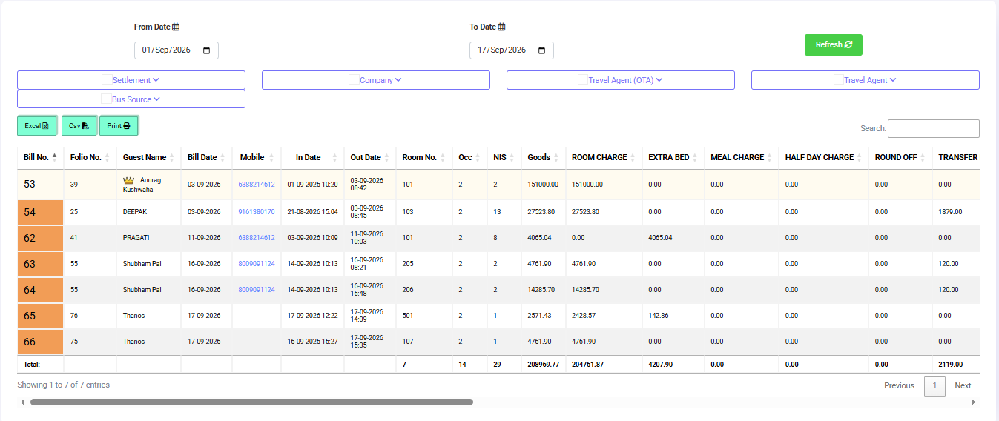 From Date
To Date
01/Sep/2026
17/Sep/2026
Refresh
Settlement
Company
Travel Agent (OTA)
Travel Agent
Bus Source
Excel
Csv
Print
Search:
Bill No. Folio No. Guest Name Bill Date Mobile In Date Out Date Room No. Occ NIS Goods ROOM CHARGE EXTRA BED MEAL CHARGE HALF DAY CHARGE ROUND OFF TRANSFER
53 39 Anurag Kushwaha 03-09-2026 6388214612 01-09-2026 10:20 03-09-2026 08:42 101 2 2 151000.00 151000.00 0.00 0.00 0.00 0.00 0.00
54 25 DEEPAK 03-09-2026 9161380170 21-08-2026 15:04 03-09-2026 08:45 103 2 13 27523.80 27523.80 0.00 0.00 0.00 0.00 1879.00
62 41 PRAGATI 11-09-2026 6388214612 03-09-2026 10:09 11-09-2026 10:03 101 2 8 4065.04 0.00 4065.04 0.00 0.00 0.00 0.00
63 55 Shubham Pal 16-09-2026 8009091124 14-09-2026 10:13 16-09-2026 08:21 205 2 2 4761.90 4761.90 0.00 0.00 0.00 0.00 120.00
64 55 Shubham Pal 16-09-2026 8009091124 14-09-2026 10:13 16-09-2026 16:48 206 2 2 14285.70 14285.70 0.00 0.00 0.00 0.00 120.00
65 76 Thanos 17-09-2026 17-09-2026 12:22 17-09-2026 14:09 501 2 1 2571.43 2428.57 142.86 0.00 0.00 0.00 0.00
66 75 Thanos 17-09-2026 16-09-2026 16:27 17-09-2026 15:35 107 2 1 4761.90 4761.90 0.00 0.00 0.00 0.00 0.00
Total: 7 14 29 208969.77 204761.87 4207.90 0.00 0.00 0.00 2119.00
Showing 1 to 7 of 7 entries
Previous 1 Next